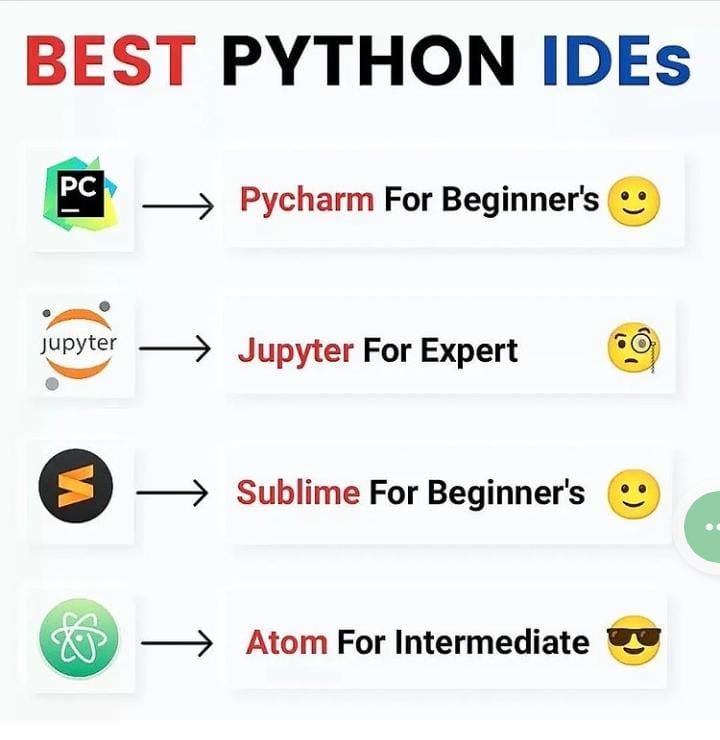 BEST PYTHON IDEs
PC
Pycharm For Beginner's
Jupyter
Jupyter For Expert
Sublime For Beginner's
Atom For Intermediate